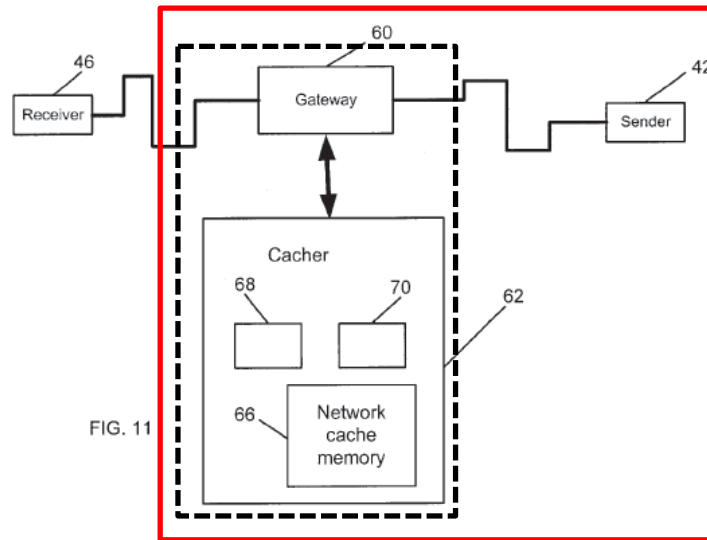 60
46
42
Receiver
Gateway
Sender
Cacher
68
70
62
66
Network
cache
memory
FIG. 11